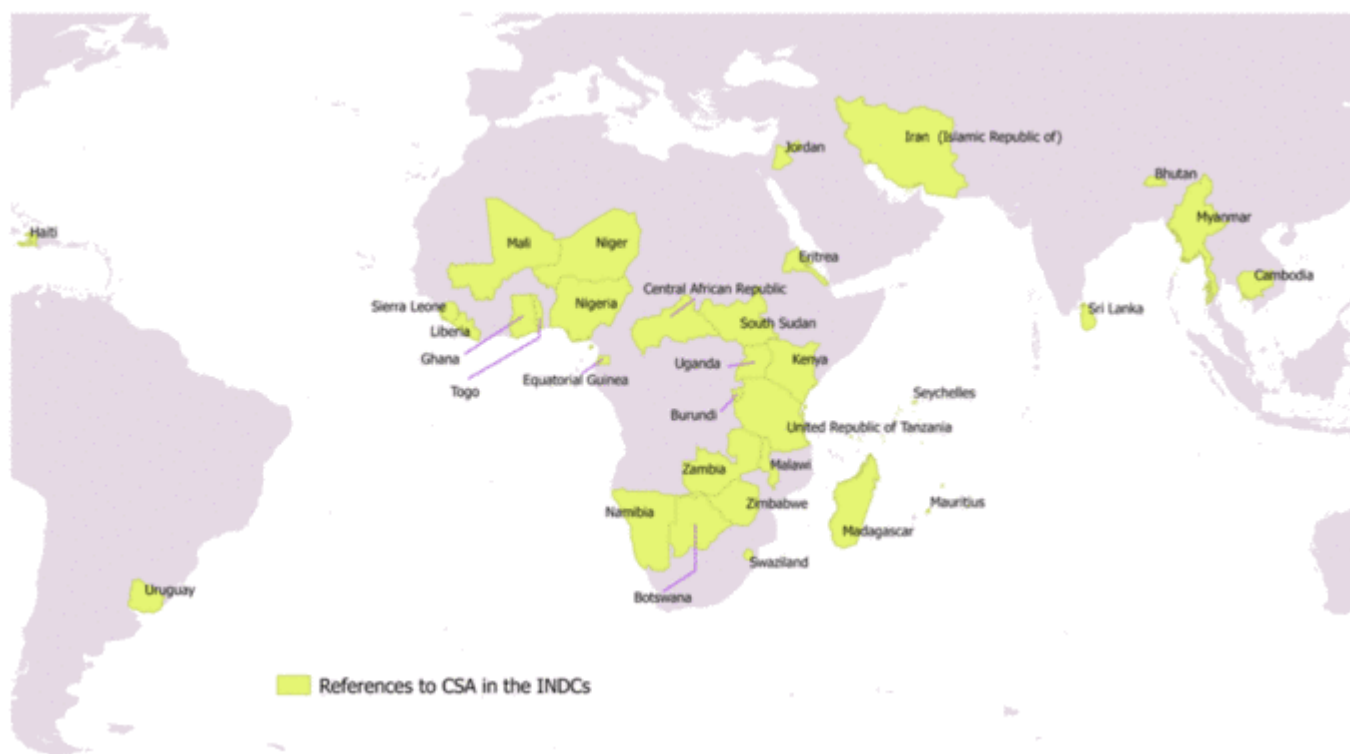 Iran (Islamic Republic of)
Jordan
Bhutan
Myanmar
Haiti
Mali
Niger
Eritrea
Cambodia
Central African Republic
Sierra Leone
Nigeria
Sri Lanka
South Sudan
Liberia
Ghana
Uganda
Kenya
Equatorial Guinea
Togo
Seychelles
Burundi
United Republic of Tanzania
Zambia
Malawi
Zimbabwe
Mauritius
Namibia
Madagascar
Swaziland
Uruguay
Botswana
References to CSA in the INDCs